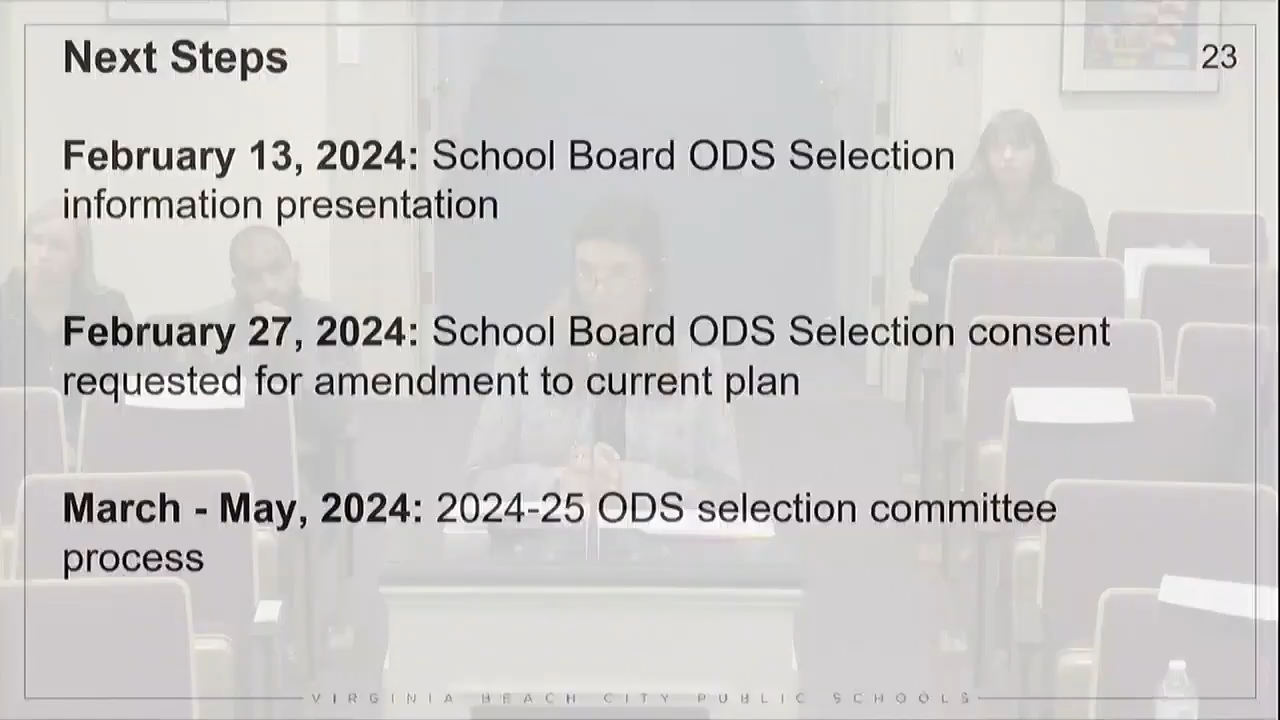 Next Steps
23
February 13, 2024: School Board ODS Selection
information presentation
February 27, 2024: School Board ODS Selection consent
requested for amendment to current plan
March - May, 2024: 2024-25 ODS selection committee
process
VIRGINIA BEACH CITY PUBLIC SCHOOLS